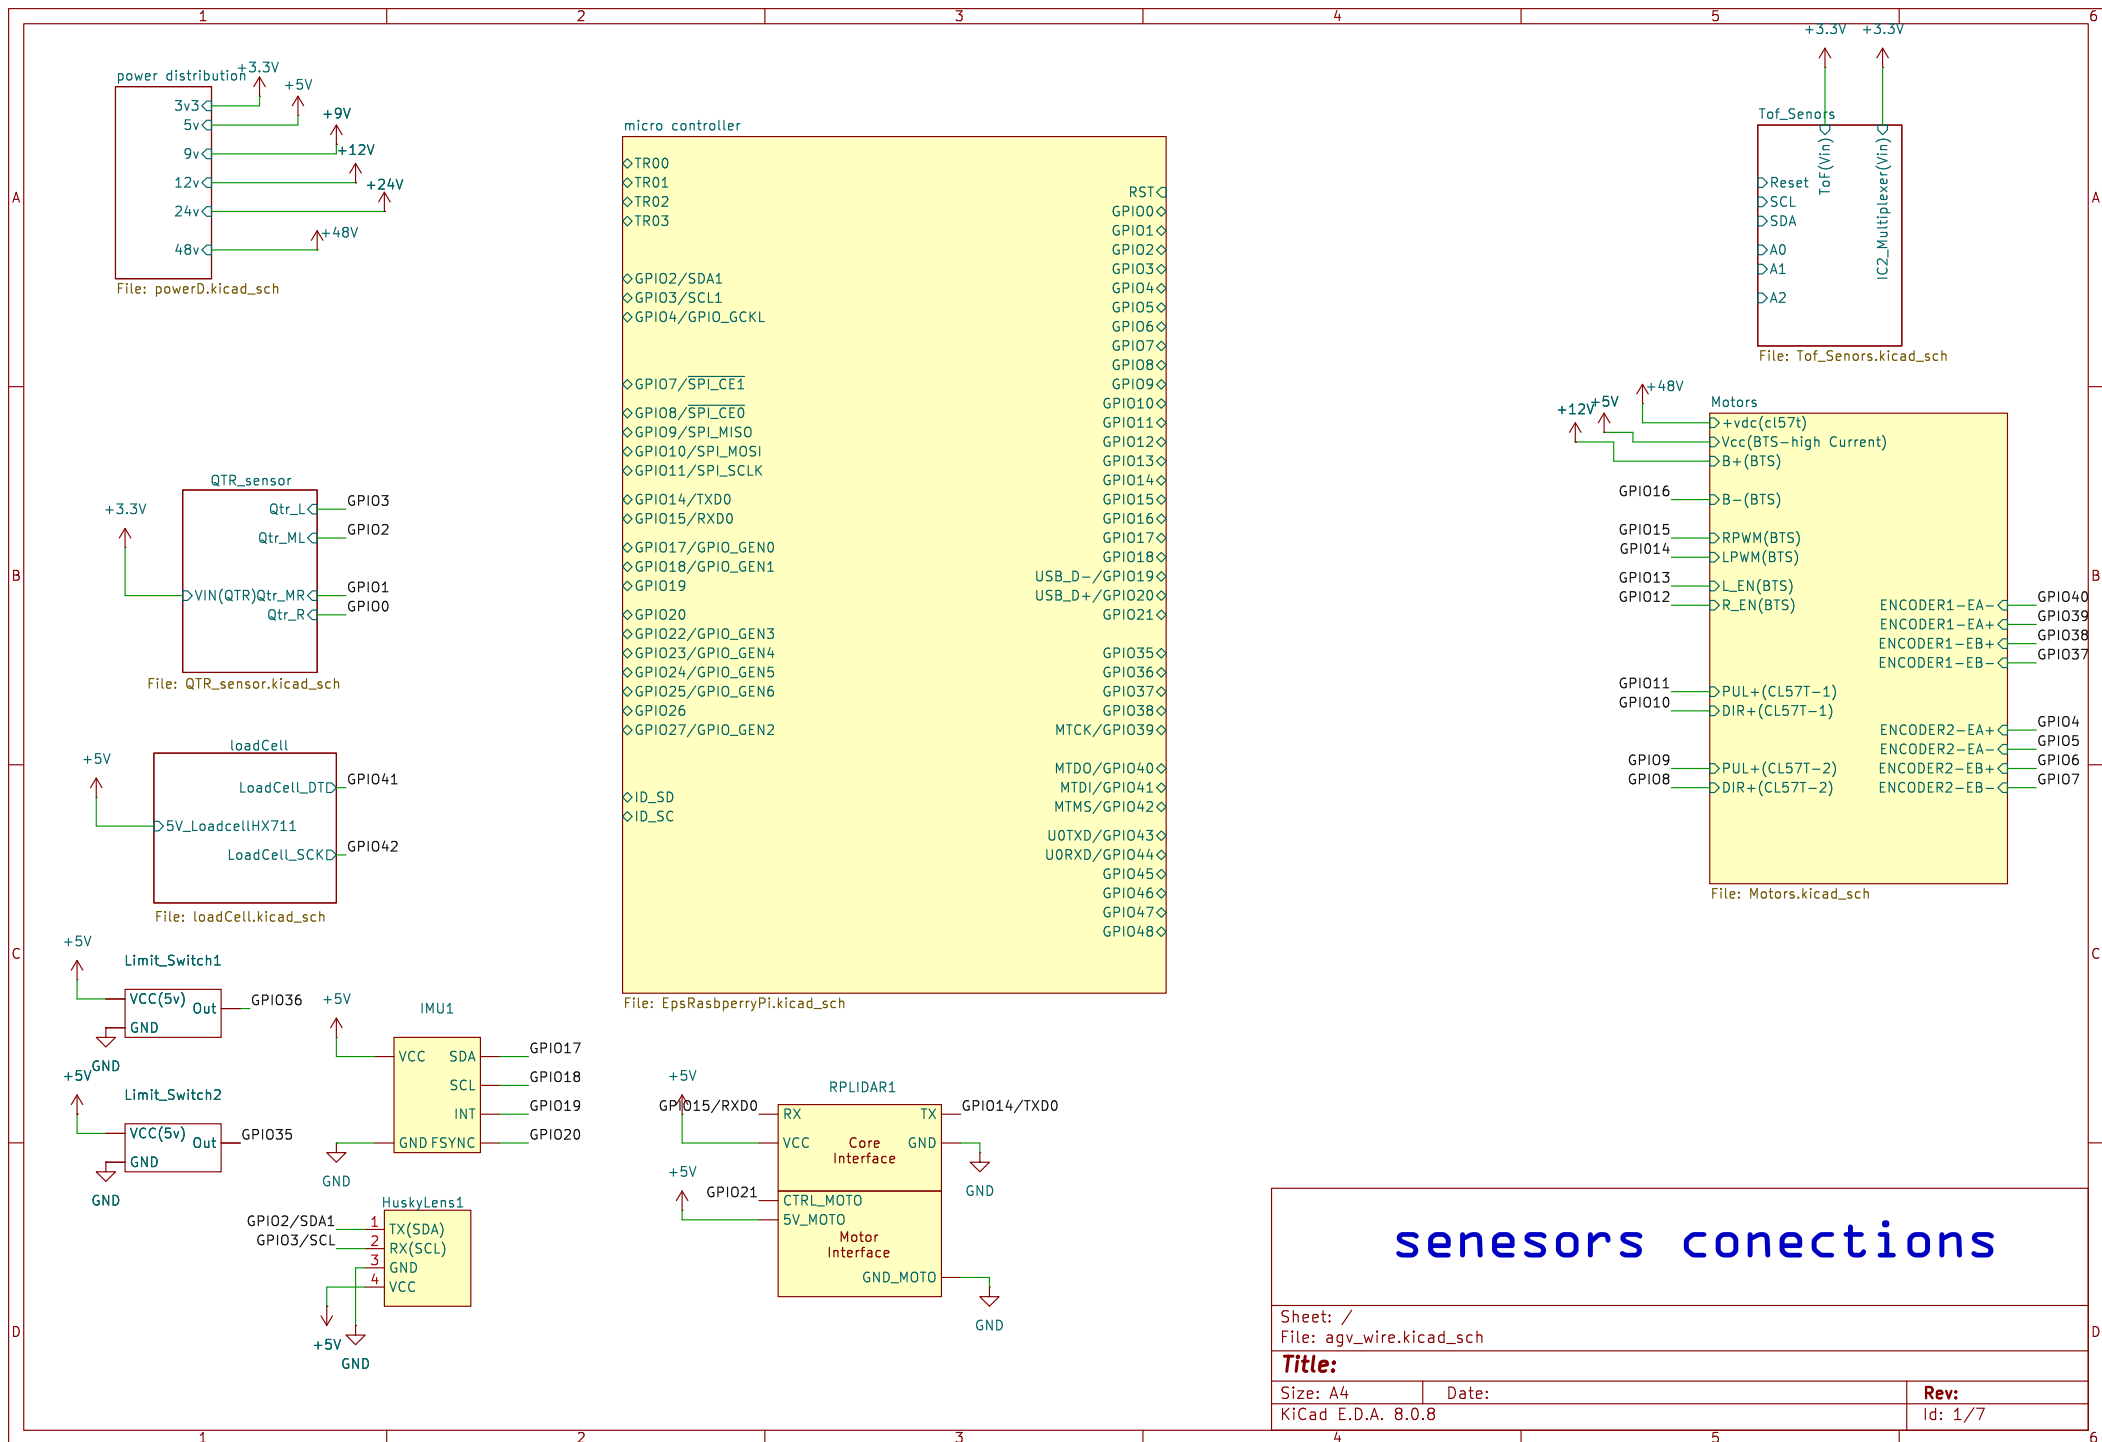 1 2 3 4 5 6
A
B
C
D
A
B
C
D
1 2 3 4 5 6
power distribution
3v3
5v
9v
12v
24v
48v
+3.3V
+5V
+9V
+12V
+24V
+48V
File: powerD.kicad_sch
micro controller
TR00
TR01
TR02
TR03
GPIO2/SDA1
GPIO3/SCL1
GPIO4/GPIO_GCKL
GPIO7/SPI_CE1
GPIO8/SPI_CE0
GPIO9/SPI_MISO
GPIO10/SPI_MOSI
GPIO11/SPI_SCLK
GPIO14/TXD0
GPIO15/RXD0
GPIO17/GPIO_GEN0
GPIO18/GPIO_GEN1
GPIO19
GPIO20
GPIO22/GPIO_GEN3
GPIO23/GPIO_GEN4
GPIO24/GPIO_GEN5
GPIO25/GPIO_GEN6
GPIO26
GPIO27/GPIO_GEN2
ID_SD
ID_SC
RST
GPIO0
GPIO1
GPIO2
GPIO3
GPIO4
GPIO5
GPIO6
GPIO7
GPIO8
GPIO9
GPIO10
GPIO11
GPIO12
GPIO13
GPIO14
GPIO15
GPIO16
GPIO17
GPIO18
USB_D-/GPIO19
USB_D+/GPIO20
GPIO21
GPIO35
GPIO36
GPIO37
GPIO38
MTCK/GPIO39
MTDO/GPIO40
MTDI/GPIO41
MTMS/GPIO42
U0TXD/GPIO43
U0RXD/GPIO44
GPIO45
GPIO46
GPIO47
GPIO48
File: EpsRasbperryPi.kicad_sch
+3.3V
+3.3V
Tof_Senors
ToF(Vin)
IC2_Multiplexer(Vin)
Reset
SCL
SDA
A0
A1
A2
File: Tof_Senors.kicad_sch
+48V
+5V
+12V
Motors
+vdc(cl57t)
Vcc(BTS-high Current)
B+(BTS)
GPIO16 B-(BTS)
GPIO15 RPWM(BTS)
GPIO14 LPWM(BTS)
GPIO13 L_EN(BTS)
GPIO12 R_EN(BTS)
GPIO11 PUL+(CL57T-1)
GPIO10 DIR+(CL57T-1)
GPIO9 PUL+(CL57T-2)
GPIO8 DIR+(CL57T-2)
ENCODER1-EA- GPIO40
ENCODER1-EA+ GPIO39
ENCODER1-EB+ GPIO38
ENCODER1-EB- GPIO37
ENCODER2-EA+ GPIO4
ENCODER2-EA- GPIO5
ENCODER2-EB+ GPIO6
ENCODER2-EB- GPIO7
File: Motors.kicad_sch
QTR_sensor
+3.3V
Qtr_L GPIO3
Qtr_ML GPIO2
VIN(QTR) Qtr_MR GPIO1
Qtr_R GPIO0
File: QTR_sensor.kicad_sch
loadCell
+5V
LoadCell_DT GPIO41
5V_LoadcellHX711
LoadCell_SCK GPIO42
File: loadCell.kicad_sch
+5V
Limit_Switch1
VCC(5v)
Out GPIO36
GND
GND
+5V
Limit_Switch2
VCC(5v)
Out GPIO35
GND
GND
IMU1
+5V
VCC SDA GPIO17
SCL GPIO18
INT GPIO19
GND FSYNC GPIO20
GND
HuskyLens1
GPIO2/SDA1 1 TX(SDA)
GPIO3/SCL 2 RX(SCL)
3 GND
4 VCC
+5V
GND
+5V
RPLIDAR1
GPIO15/RXD0 RX TX GPIO14/TXD0
VCC Core Interface GND
GND
+5V
GPIO21 CTRL_MOTO
5V_MOTO
Motor
Interface
GND_MOTO
GND
senesors conections
Sheet: /
File: agv_wire.kicad_sch
Title:
Size: A4 Date: Rev:
KiCad E.D.A. 8.0.8 Id: 1/7